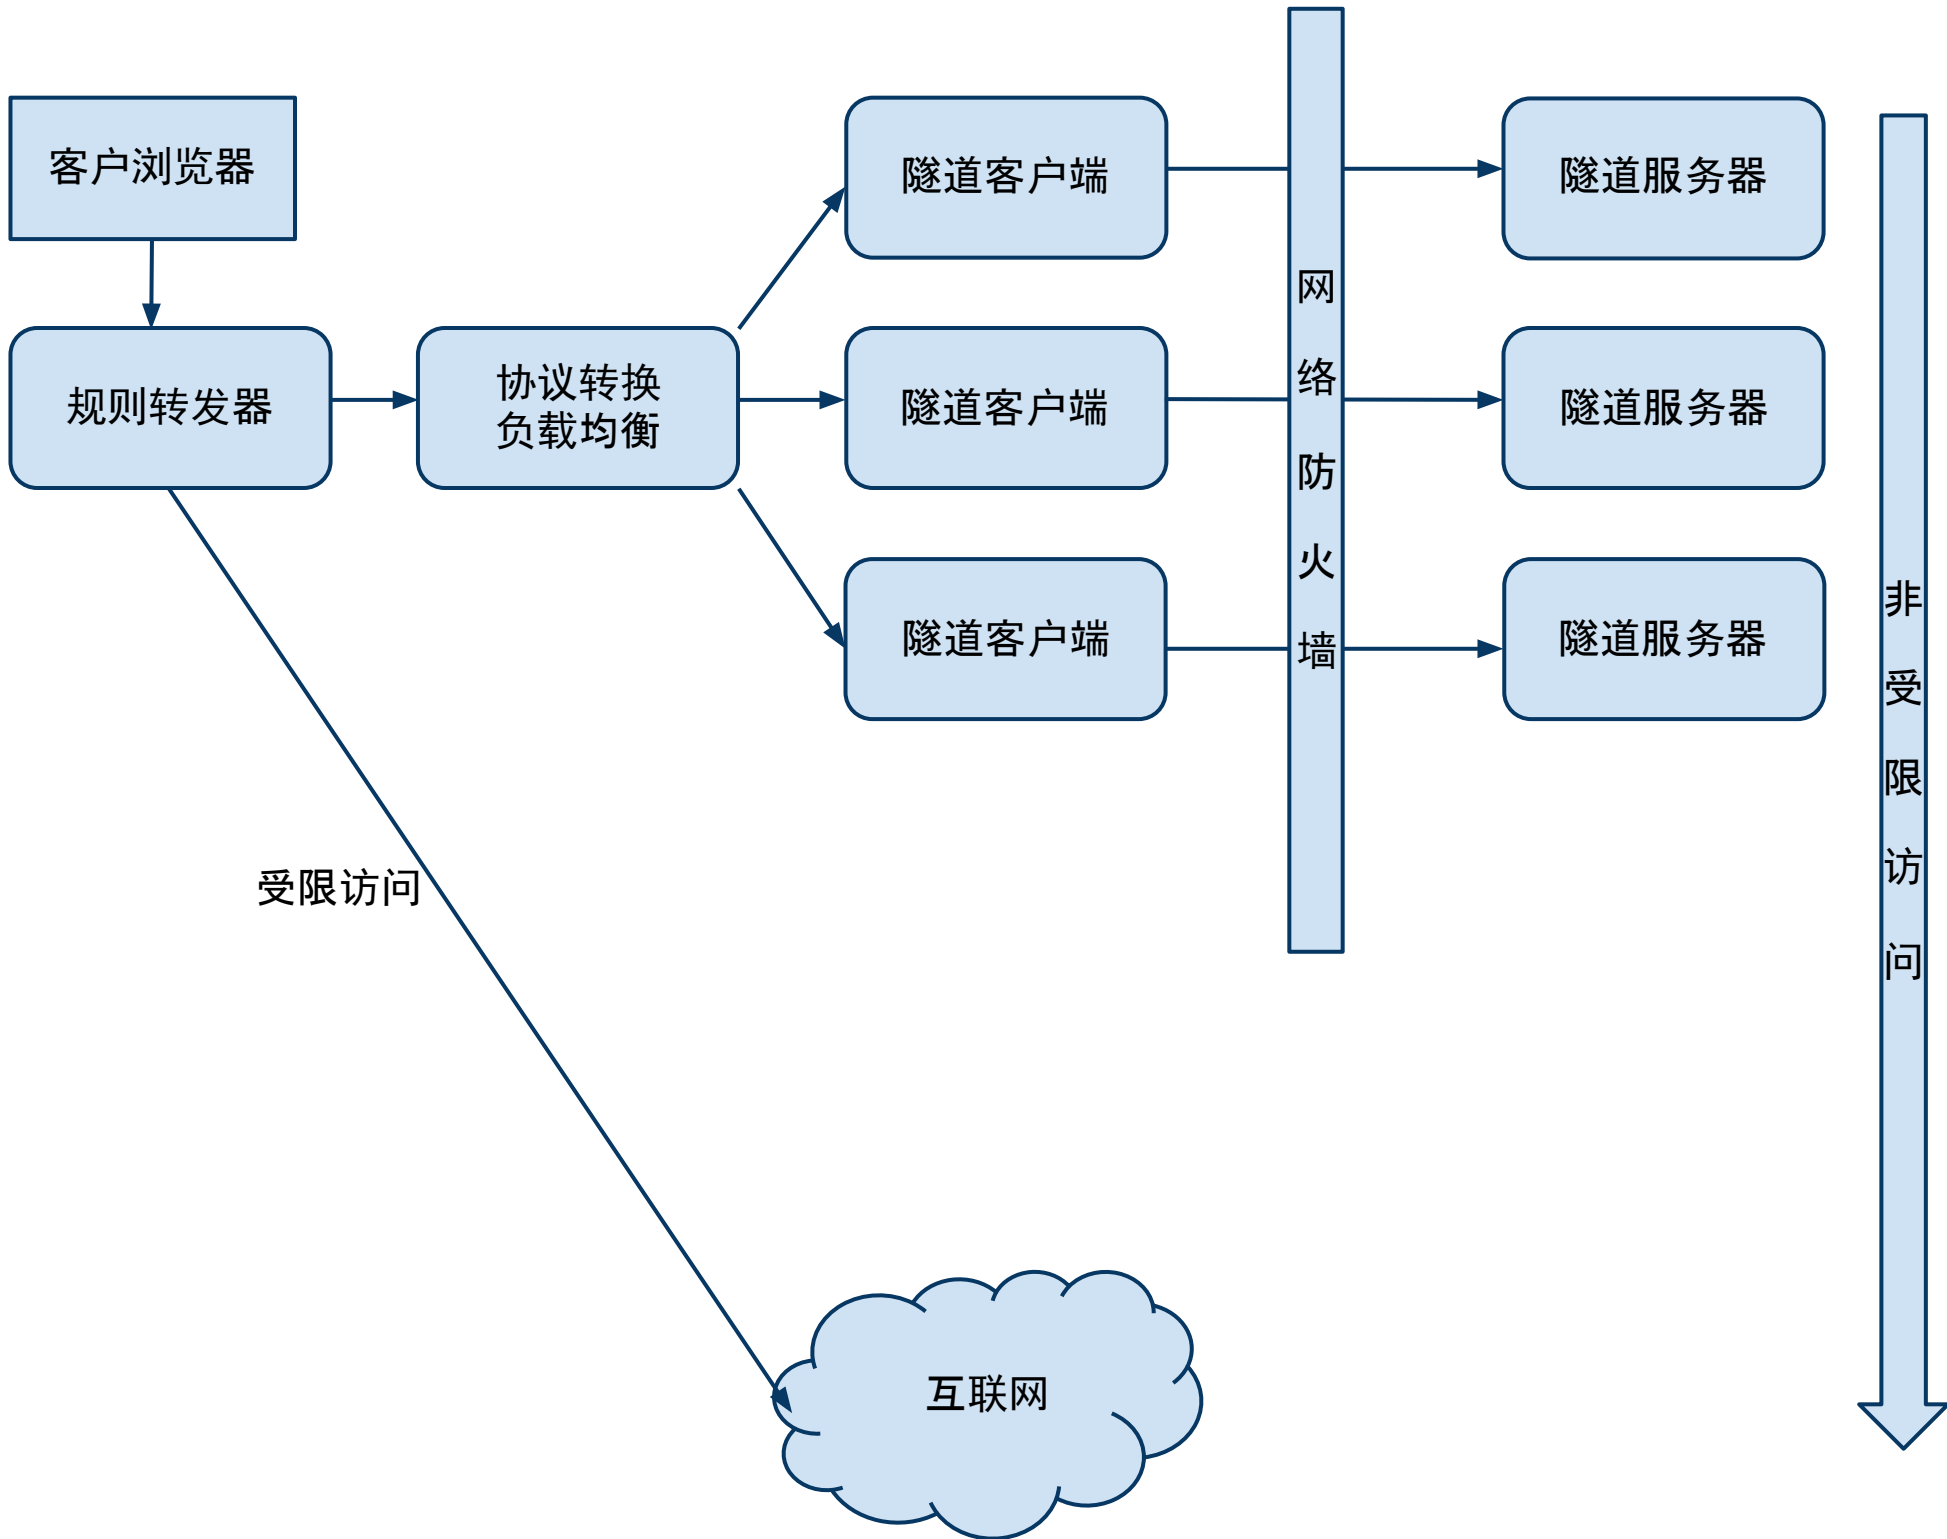 客户浏览器
隧道客户端
隧道服务器
规则转发器
协议转换
负载均衡
隧道客户端
隧道服务器
隧道客户端
隧道服务器
网络防火墙
非受限访问
受限访问
互联网